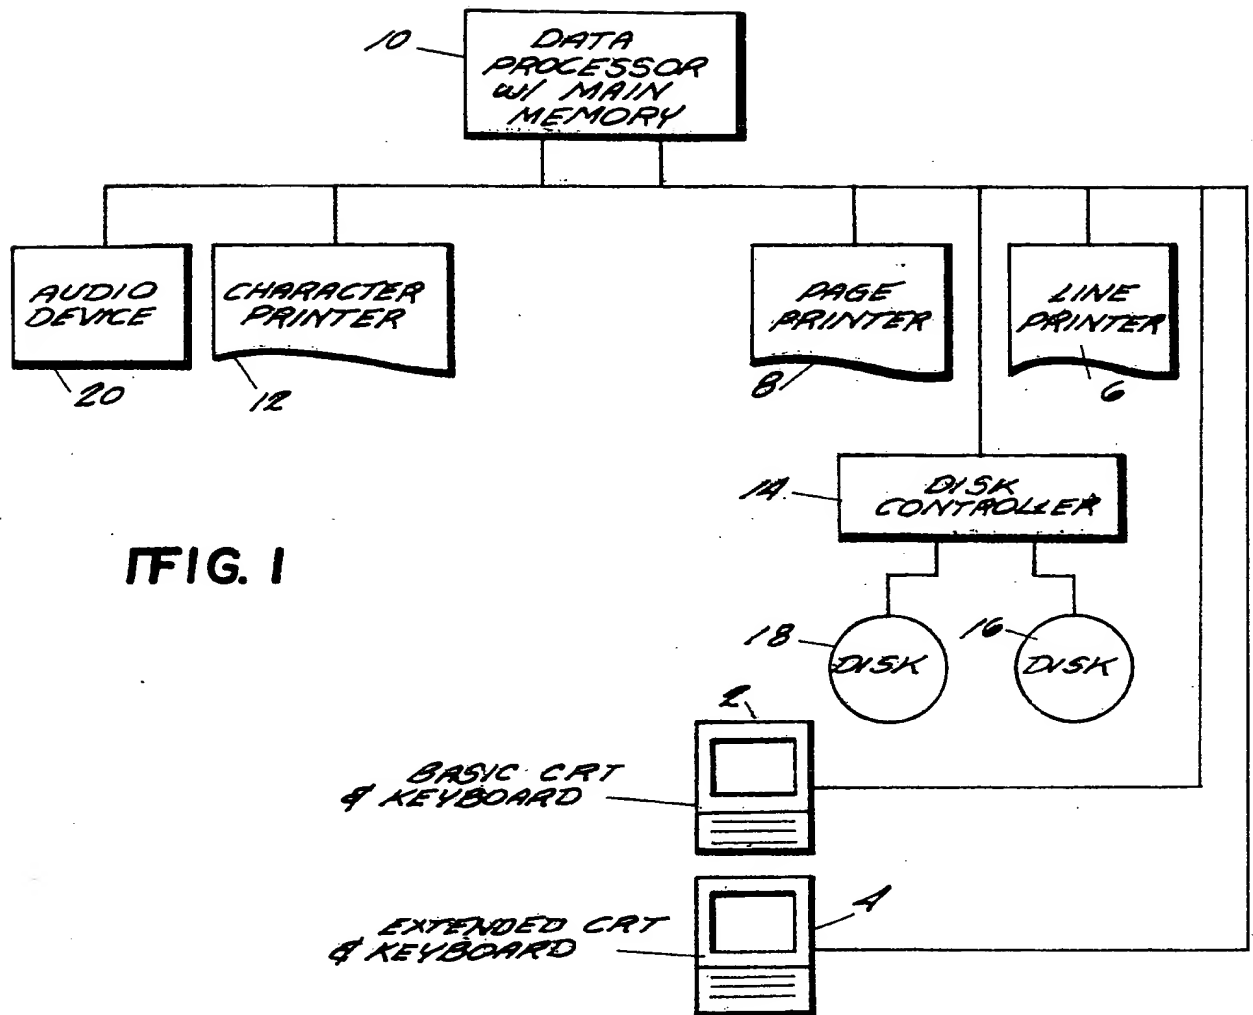 10
DATA
PROCESSOR
W/ MAIN
MEMORY
AUDIO
DEVICE
20
CHARACTER
PRINTER
12
PAGE
PRINTER
8
LINE
PRINTER
6
14
DISK
CONTROLLER
FIG. 1
18
DISK
16
DISK
2
BASIC CRT
& KEYBOARD
4
EXTENDED CRT
& KEYBOARD